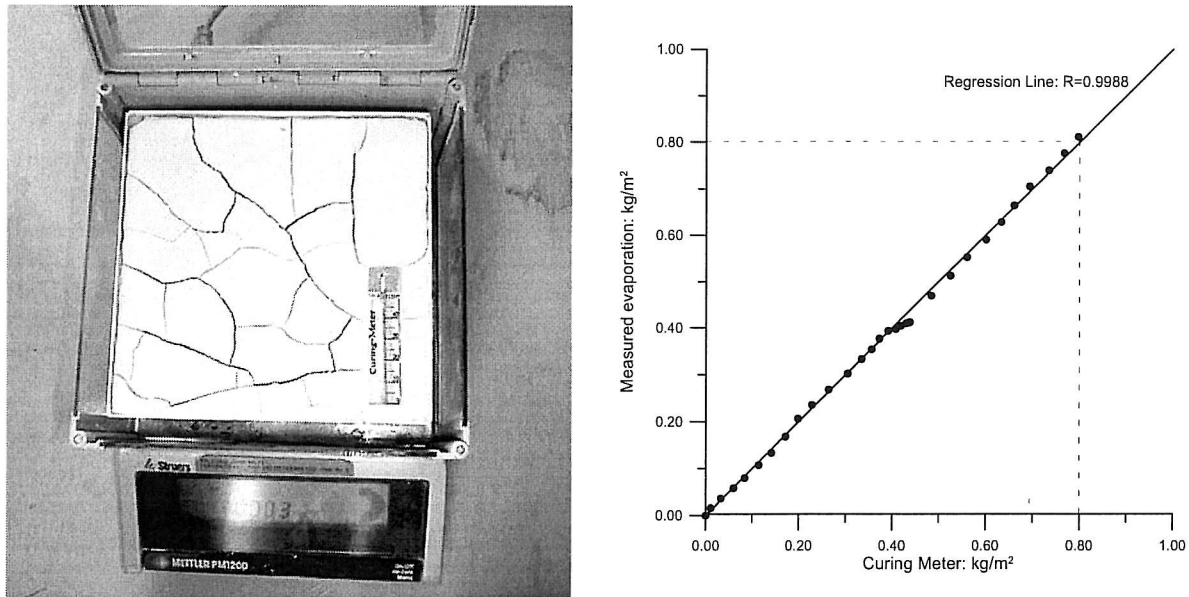 Curing-Meter
Struers
METTLER PM1200
1.00
Regression Line: R=0.9988
0.80
0.60
0.40
0.20
0.00
Measured evaporation: kg/m²
0.00 0.20 0.40 0.60 0.80 1.00
Curing Meter: kg/m²